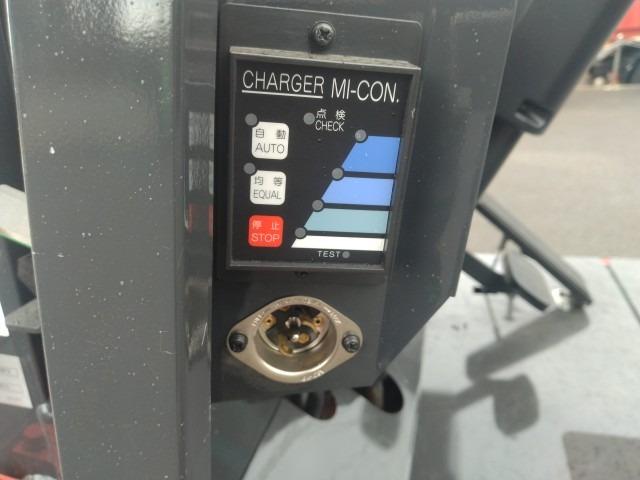 CHARGER MI-CON.
点検
CHECK
自動
AUTO
均等
EQUAL
停止
STOP
TEST